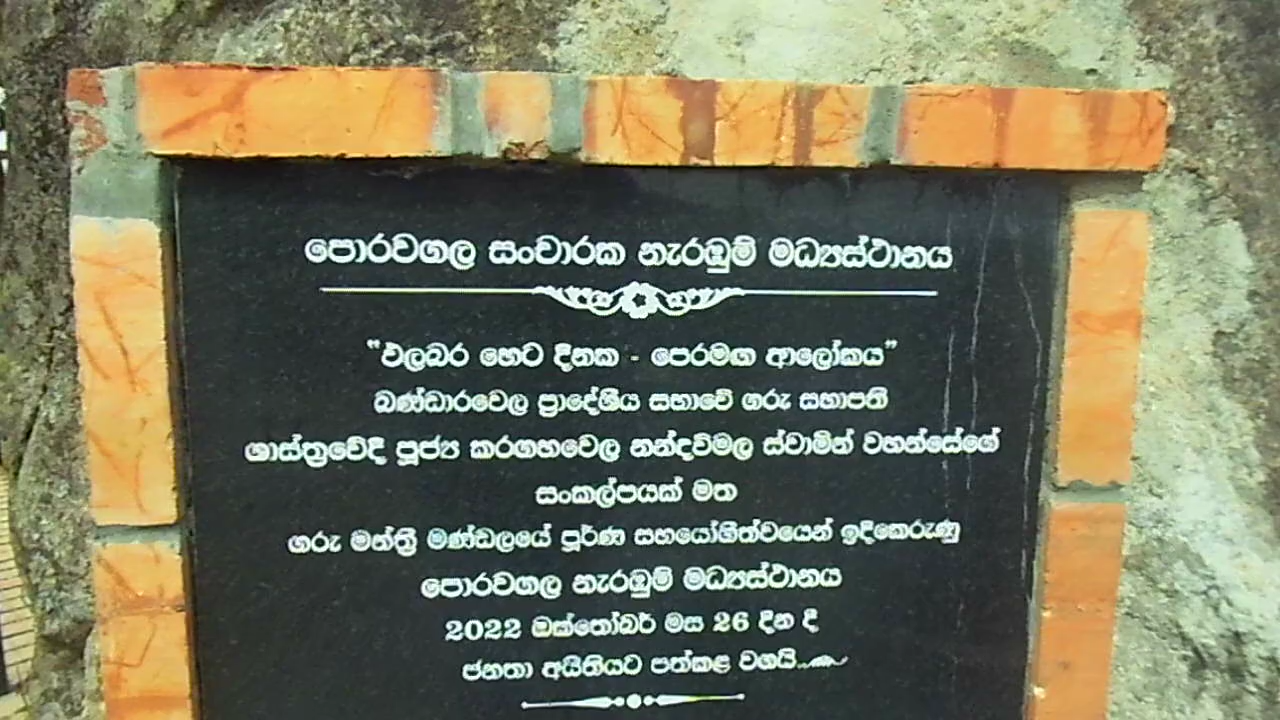 පොරවගල සංචාරක නැරඹුම් මධ්‍යස්ථානය
"ඵලබර හෙට දිනක - පෙරමඟ ආලෝකය"
බණ්ඩාරවෙල ප්‍රාදේශීය සභාවේ ගරු සභාපති
ශාස්ත්‍රවේදී පූජ්‍ය කරගහවෙල නන්දවිමල ස්වාමීන් වහන්සේගේ
සංකල්පයක් මත
ගරු මන්ත්‍රී මණ්ඩලයේ පූර්ණ සහයෝගීත්වයෙන් ඉදිකෙරුණු
පොරවගල නැරඹුම් මධ්‍යස්ථානය
2022 ඔක්තෝබර් මස 26 දින දී
ජනතා අයිතියට පත්කළ වගයි..